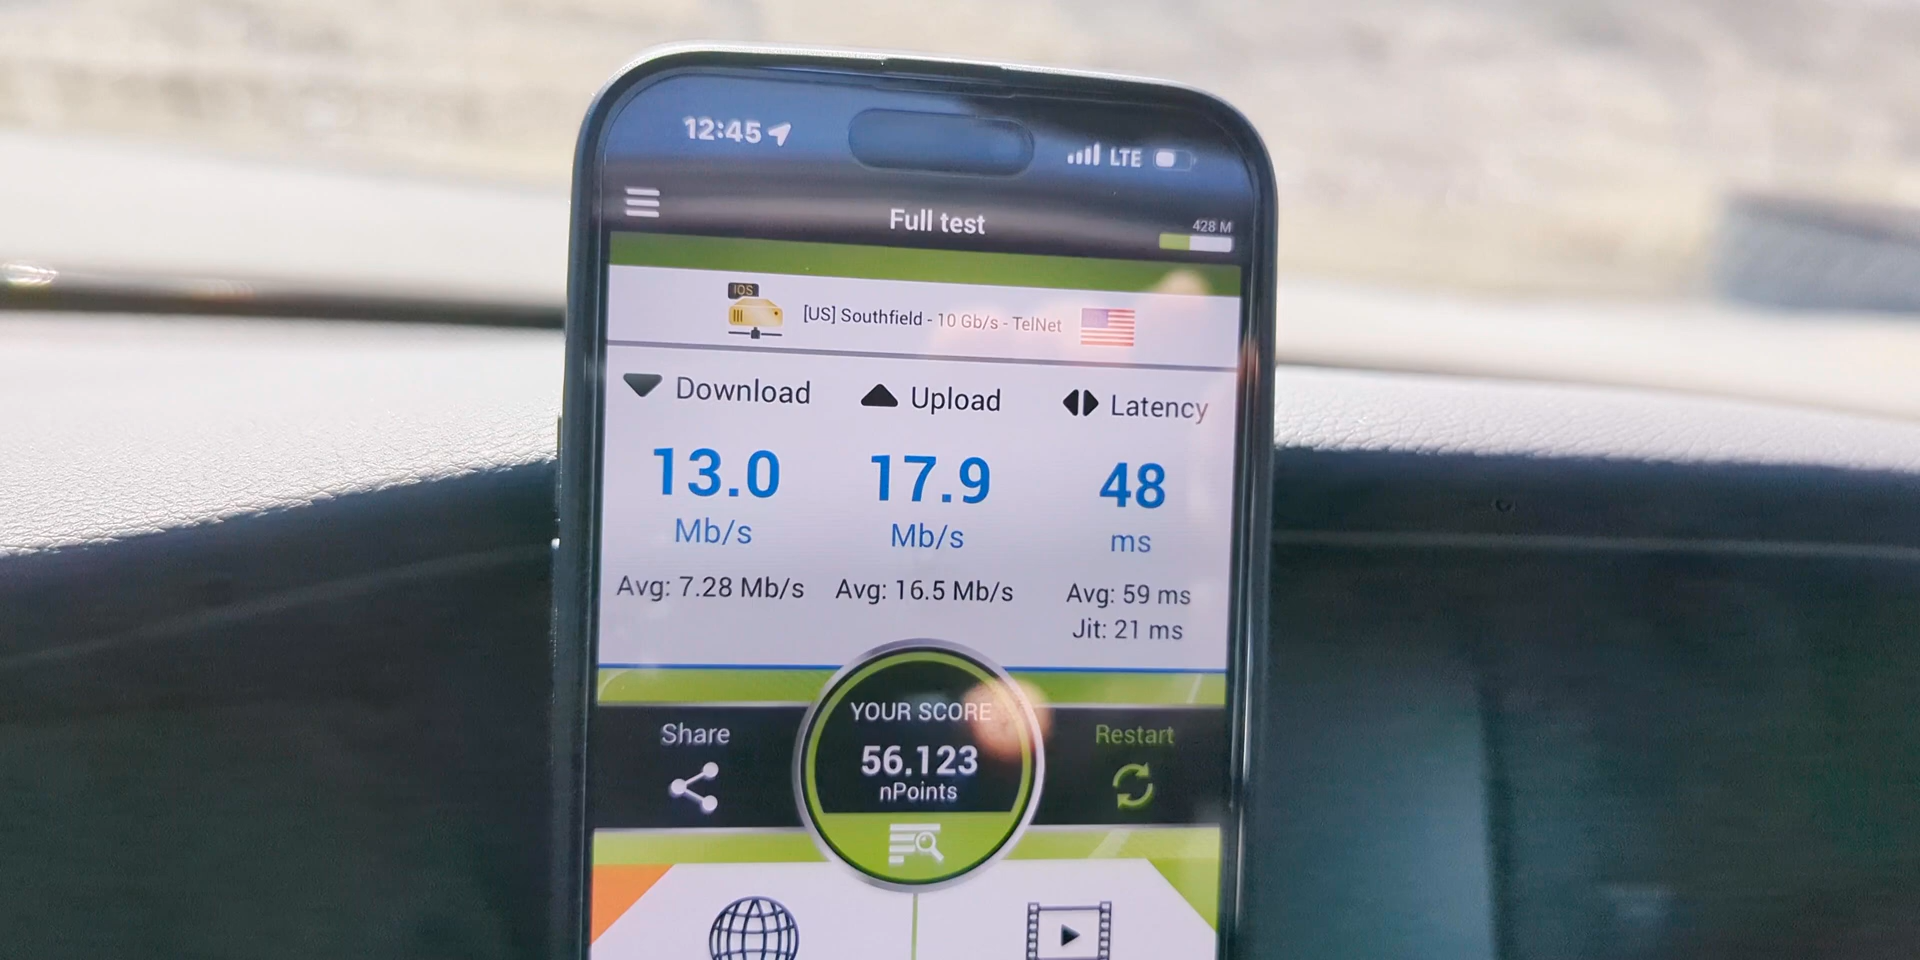 12:45 LTE
Full test
428 M
IOS
[US] Southfield - 10 Gb/s - TelNet
Download Upload Latency
13.0 17.9 48
Mb/s Mb/s ms
Avg: 7.28 Mb/s Avg: 16.5 Mb/s Avg: 59 ms
Jit: 21 ms
YOUR SCORE
Share Restart
56.123
nPoints